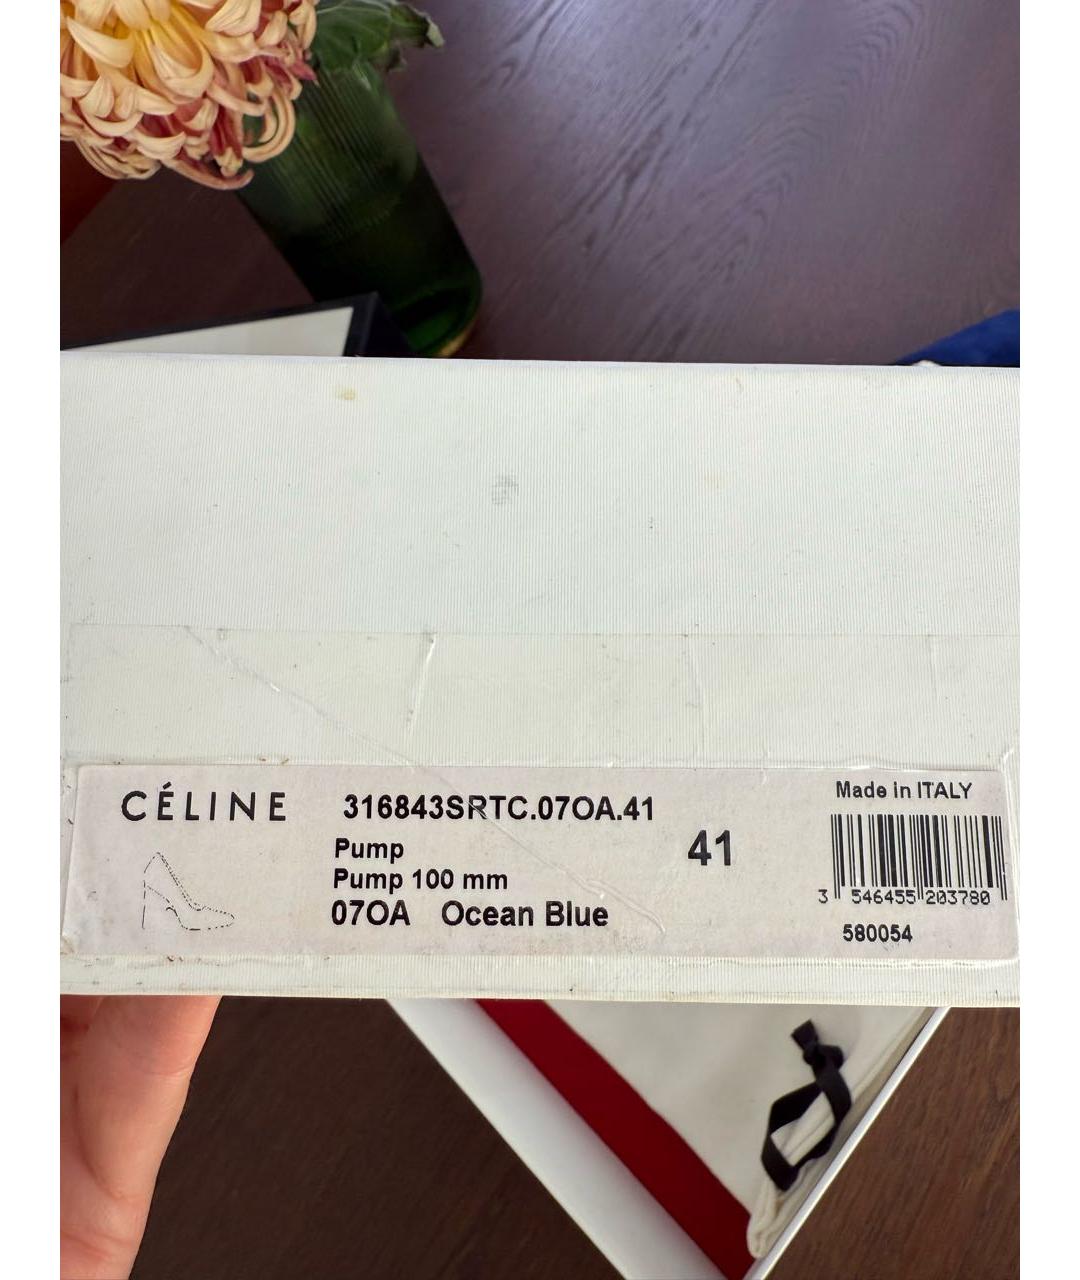 CÉLINE
316843SRTC.07OA.41
Pump
Pump 100 mm
07OA Ocean Blue
41
Made in ITALY
3 546455 203780
580054